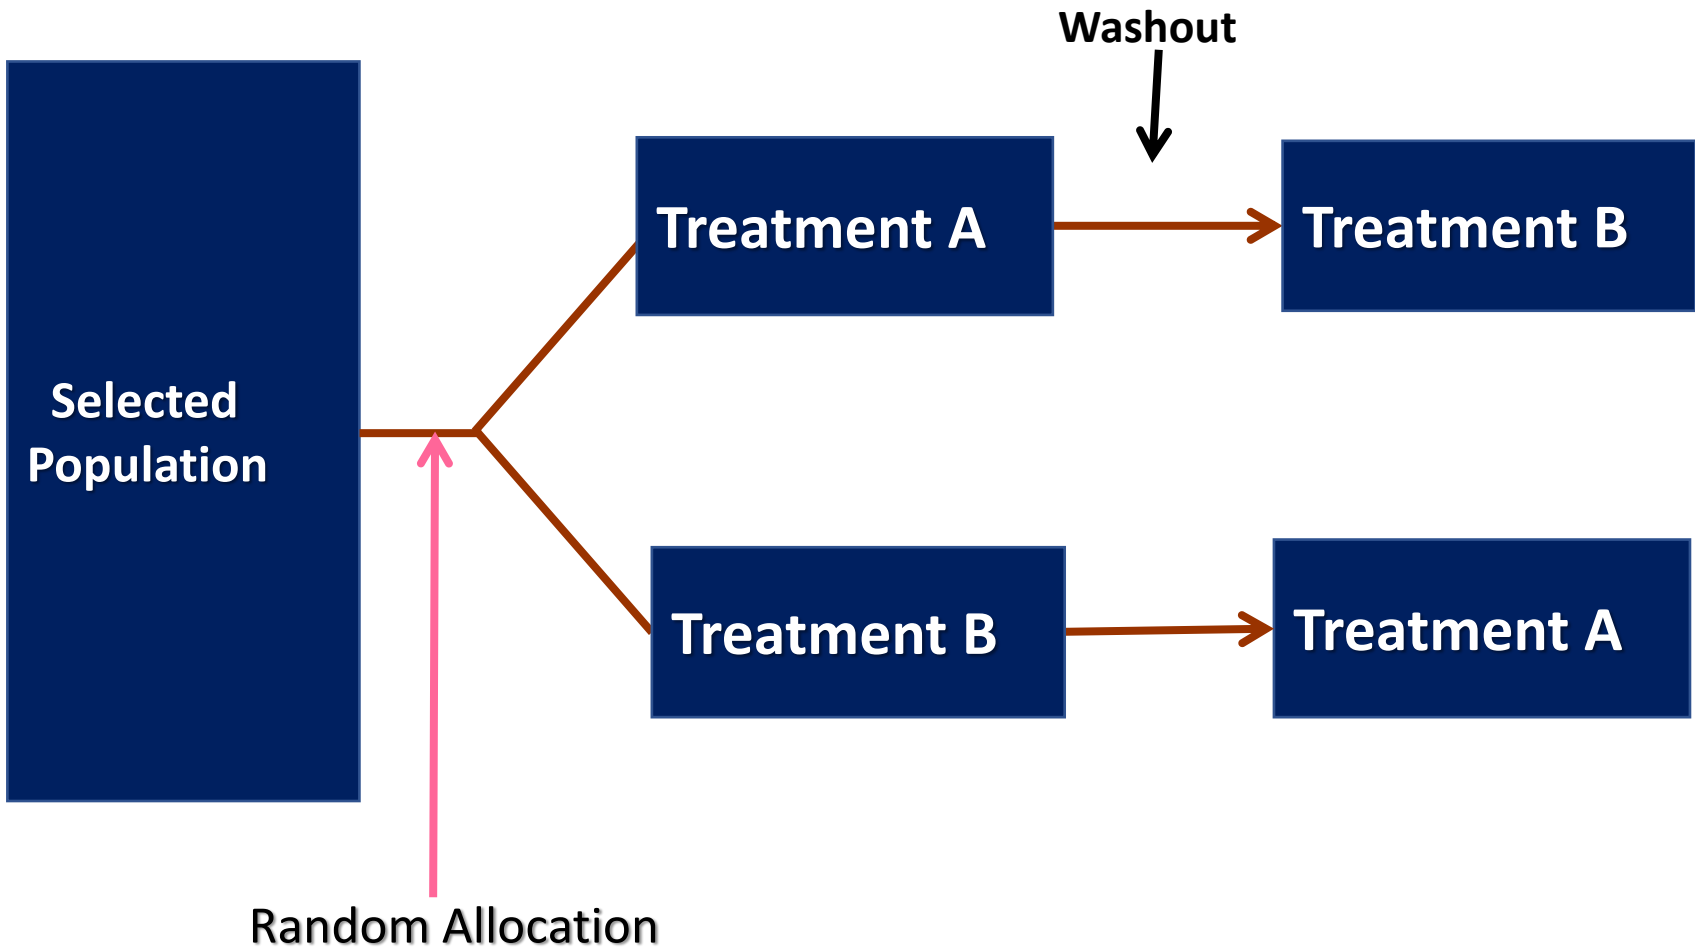 Washout
Treatment A
Treatment B
Selected
Population
Treatment B
Treatment A
Random Allocation